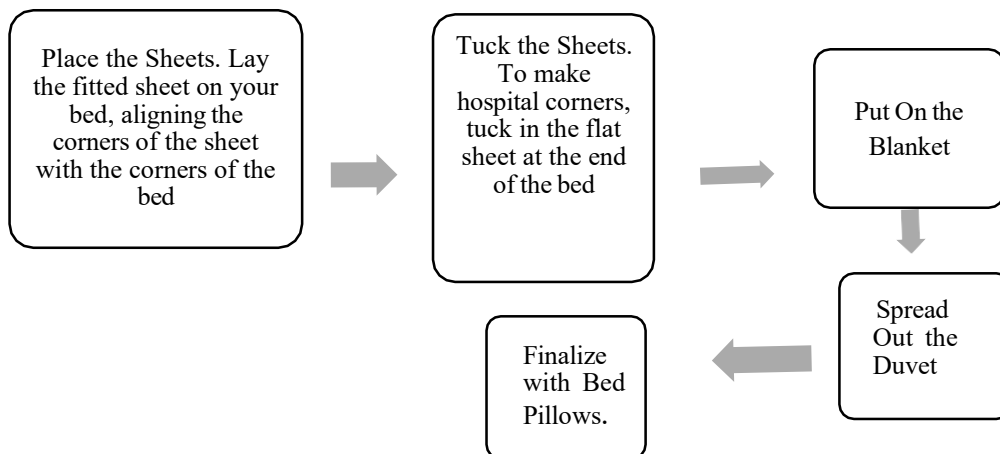 Place the Sheets. Lay
the fitted sheet on your
bed, aligning the
corners of the sheet
with the corners of the
bed
Tuck the Sheets.
To make
hospital corners,
tuck in the flat
sheet at the end
of the bed
Put On the
Blanket
Spread
Out the
Duvet
Finalize
with Bed
Pillows.